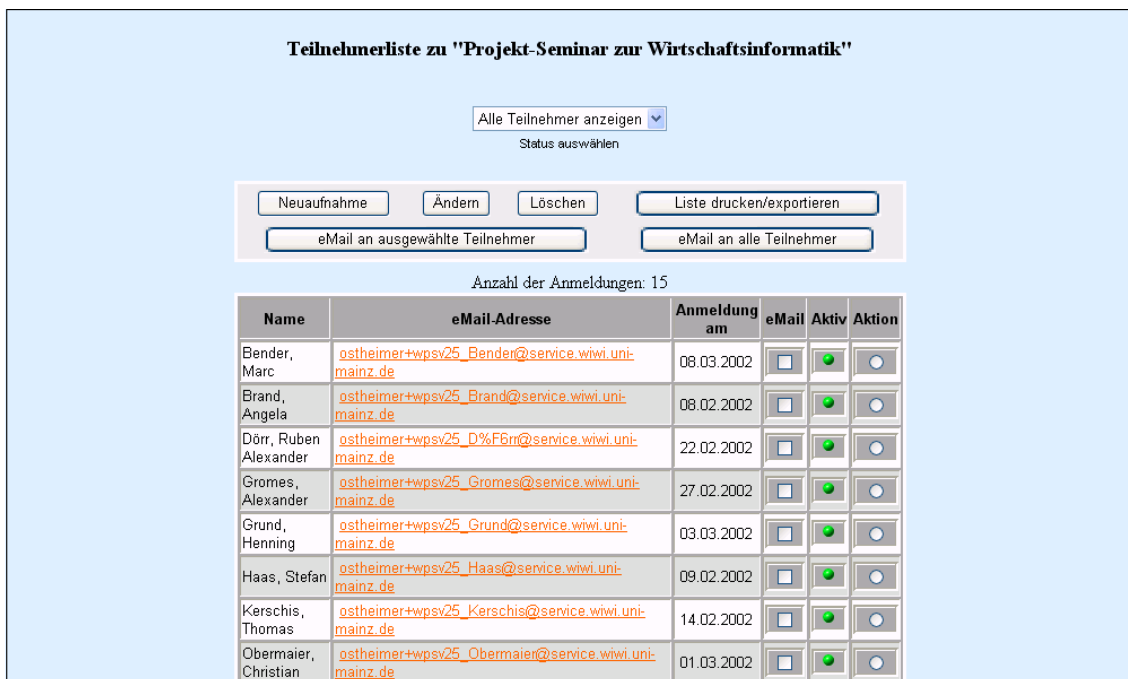 Teilnehmerliste zu "Projekt-Seminar zur Wirtschaftsinformatik"
Alle Teilnehmer anzeigen
Status auswählen
Neuaufnahme Ändern Löschen Liste drucken/exportieren
eMail an ausgewählte Teilnehmer eMail an alle Teilnehmer
Anzahl der Anmeldungen: 15
Name eMail-Adresse Anmeldung am eMail Aktiv Aktion
Bender, Marc ostheimer+wpsv25_Bender@service.wiwi.uni-mainz.de 08.03.2002
Brand, Angela ostheimer+wpsv25_Brand@service.wiwi.uni-mainz.de 08.02.2002
Dörr, Ruben Alexander ostheimer+wpsv25_D%F6rr@service.wiwi.uni-mainz.de 22.02.2002
Gromes, Alexander ostheimer+wpsv25_Gromes@service.wiwi.uni-mainz.de 27.02.2002
Grund, Henning ostheimer+wpsv25_Grund@service.wiwi.uni-mainz.de 03.03.2002
Haas, Stefan ostheimer+wpsv25_Haas@service.wiwi.uni-mainz.de 09.02.2002
Kerschis, Thomas ostheimer+wpsv25_Kerschis@service.wiwi.uni-mainz.de 14.02.2002
Obermaier, Christian ostheimer+wpsv25_Obermaier@service.wiwi.uni-mainz.de 01.03.2002